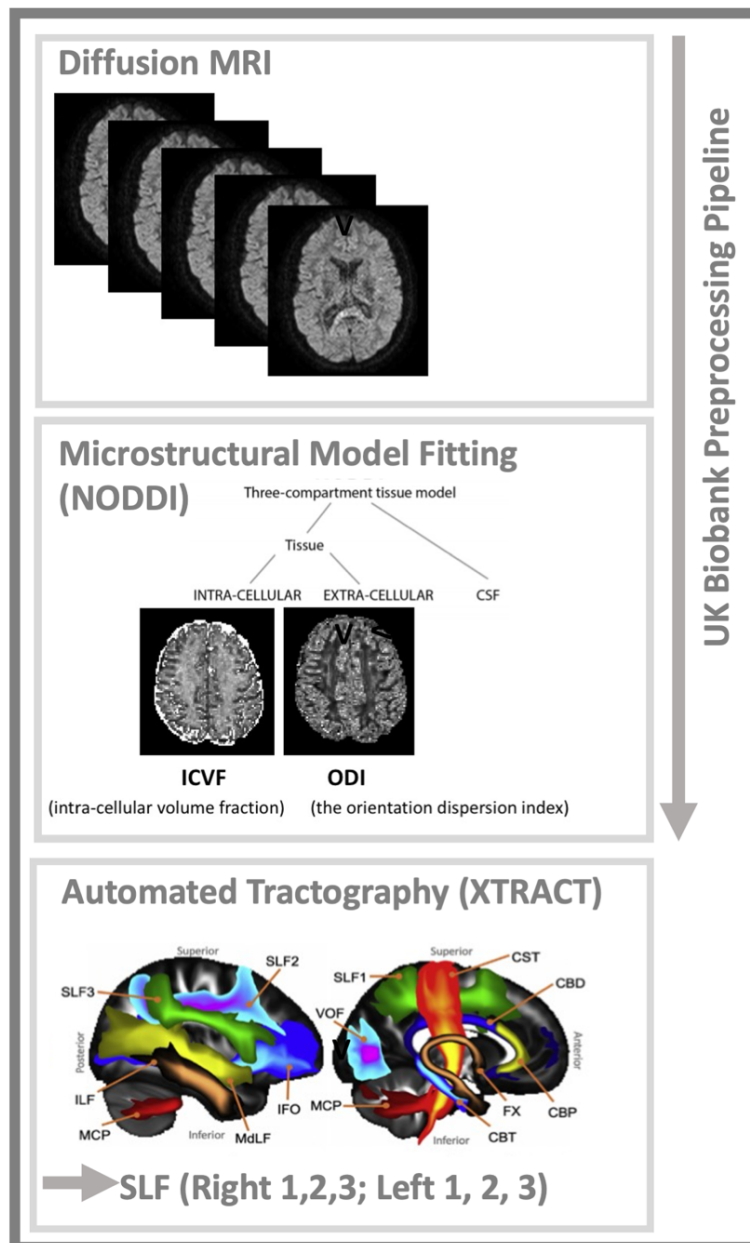 Diffusion MRI
V
UK Biobank Preprocessing Pipeline
Microstructural Model Fitting
(NODDI)
Three-compartment tissue model
Tissue
INTRA-CELLULAR EXTRA-CELLULAR CSF
V <
ICVF ODI
(intra-cellular volume fraction) (the orientation dispersion index)
Automated Tractography (XTRACT)
Superior Superior
SLF2 CST
SLF3 SLF1
CBD
VOF
Posterior Anterior
ILF IFO MCP FX CBP
MCP MdLF CBT
Inferior Inferior
SLF (Right 1,2,3; Left 1, 2, 3)